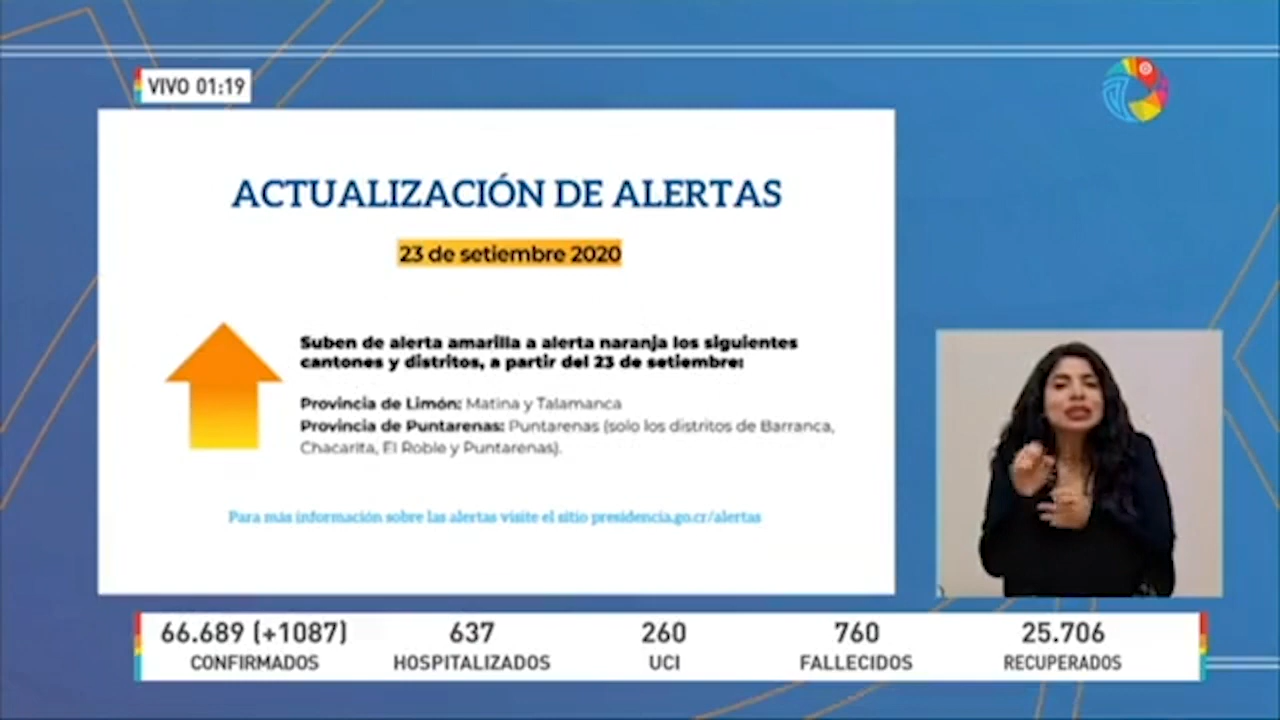 VIVO 01:19
ACTUALIZACIÓN DE ALERTAS
23 de setiembre 2020
Suben de alerta amarilla a alerta naranja los siguientes
cantones y distritos, a partir del 23 de setiembre:
Provincia de Limón: Matina y Talamanca
Provincia de Puntarenas: Puntarenas (solo los distritos de Barranca,
Chacarita, El Roble y Puntarenas).
Para más información sobre las alertas visite el sitio presidencia.go.cr/alertas
66.689 (+1087) 637 260 760 25.706
CONFIRMADOS HOSPITALIZADOS UCI FALLECIDOS RECUPERADOS